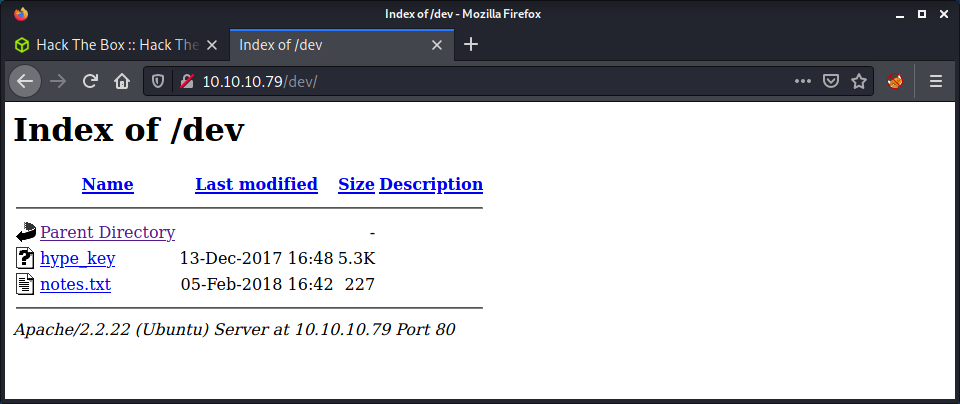 Index of /dev - Mozilla Firefox
Hack The Box :: Hack The
Index of /dev
10.10.10.79/dev/
Index of /dev
Name Last modified Size Description
Parent Directory -
hype_key 13-Dec-2017 16:48 5.3K
notes.txt 05-Feb-2018 16:42 227
Apache/2.2.22 (Ubuntu) Server at 10.10.10.79 Port 80